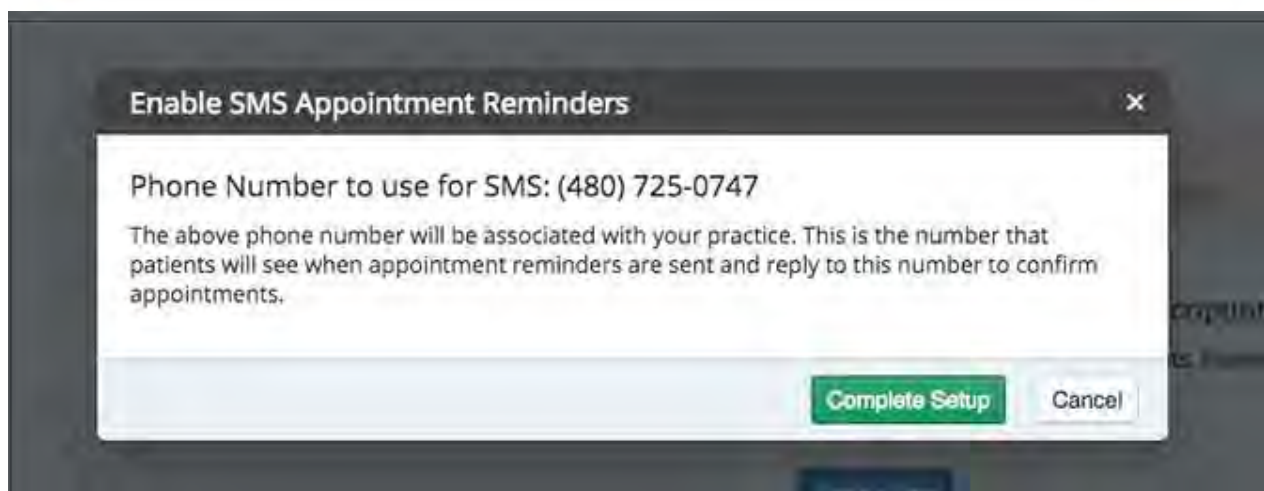 Enable SMS Appointment Reminders ×
Phone Number to use for SMS: (480) 725-0747
The above phone number will be associated with your practice. This is the number that
patients will see when appointment reminders are sent and reply to this number to confirm
appointments.
Complete Setup Cancel